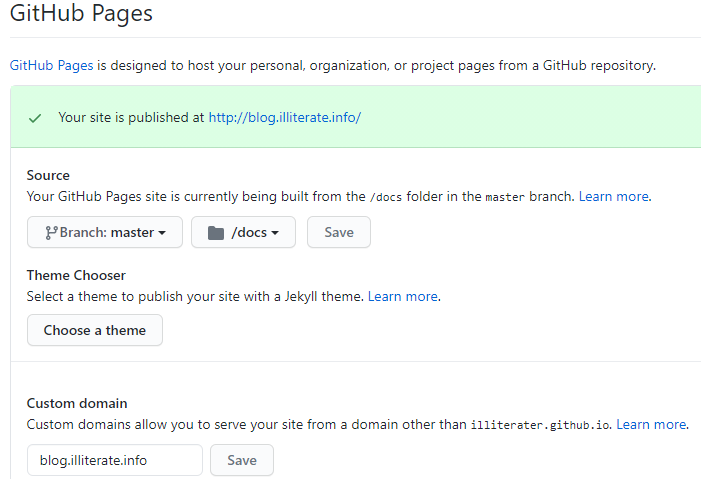 GitHub Pages
GitHub Pages is designed to host your personal, organization, or project pages from a GitHub repository.
Your site is published at http://blog.illiterate.info/
Source
Your GitHub Pages site is currently being built from the /docs folder in the master branch. Learn more.
Branch: master /docs Save
Theme Chooser
Select a theme to publish your site with a Jekyll theme. Learn more.
Choose a theme
Custom domain
Custom domains allow you to serve your site from a domain other than illiterater.github.io. Learn more.
blog.illiterate.info Save